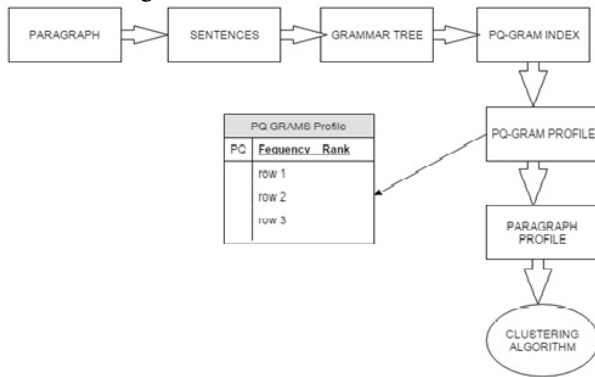 PARAGRAPH
SENTENCES
GRAMMAR TREE
PQ-GRAM INDEX
PQ-GRAM PROFILE
PQ GRAMS Profile
PQ Fequency Rank
row 1
row 2
row 3
PARAGRAPH
PROFILE
CLUSTERING
ALGORITHM